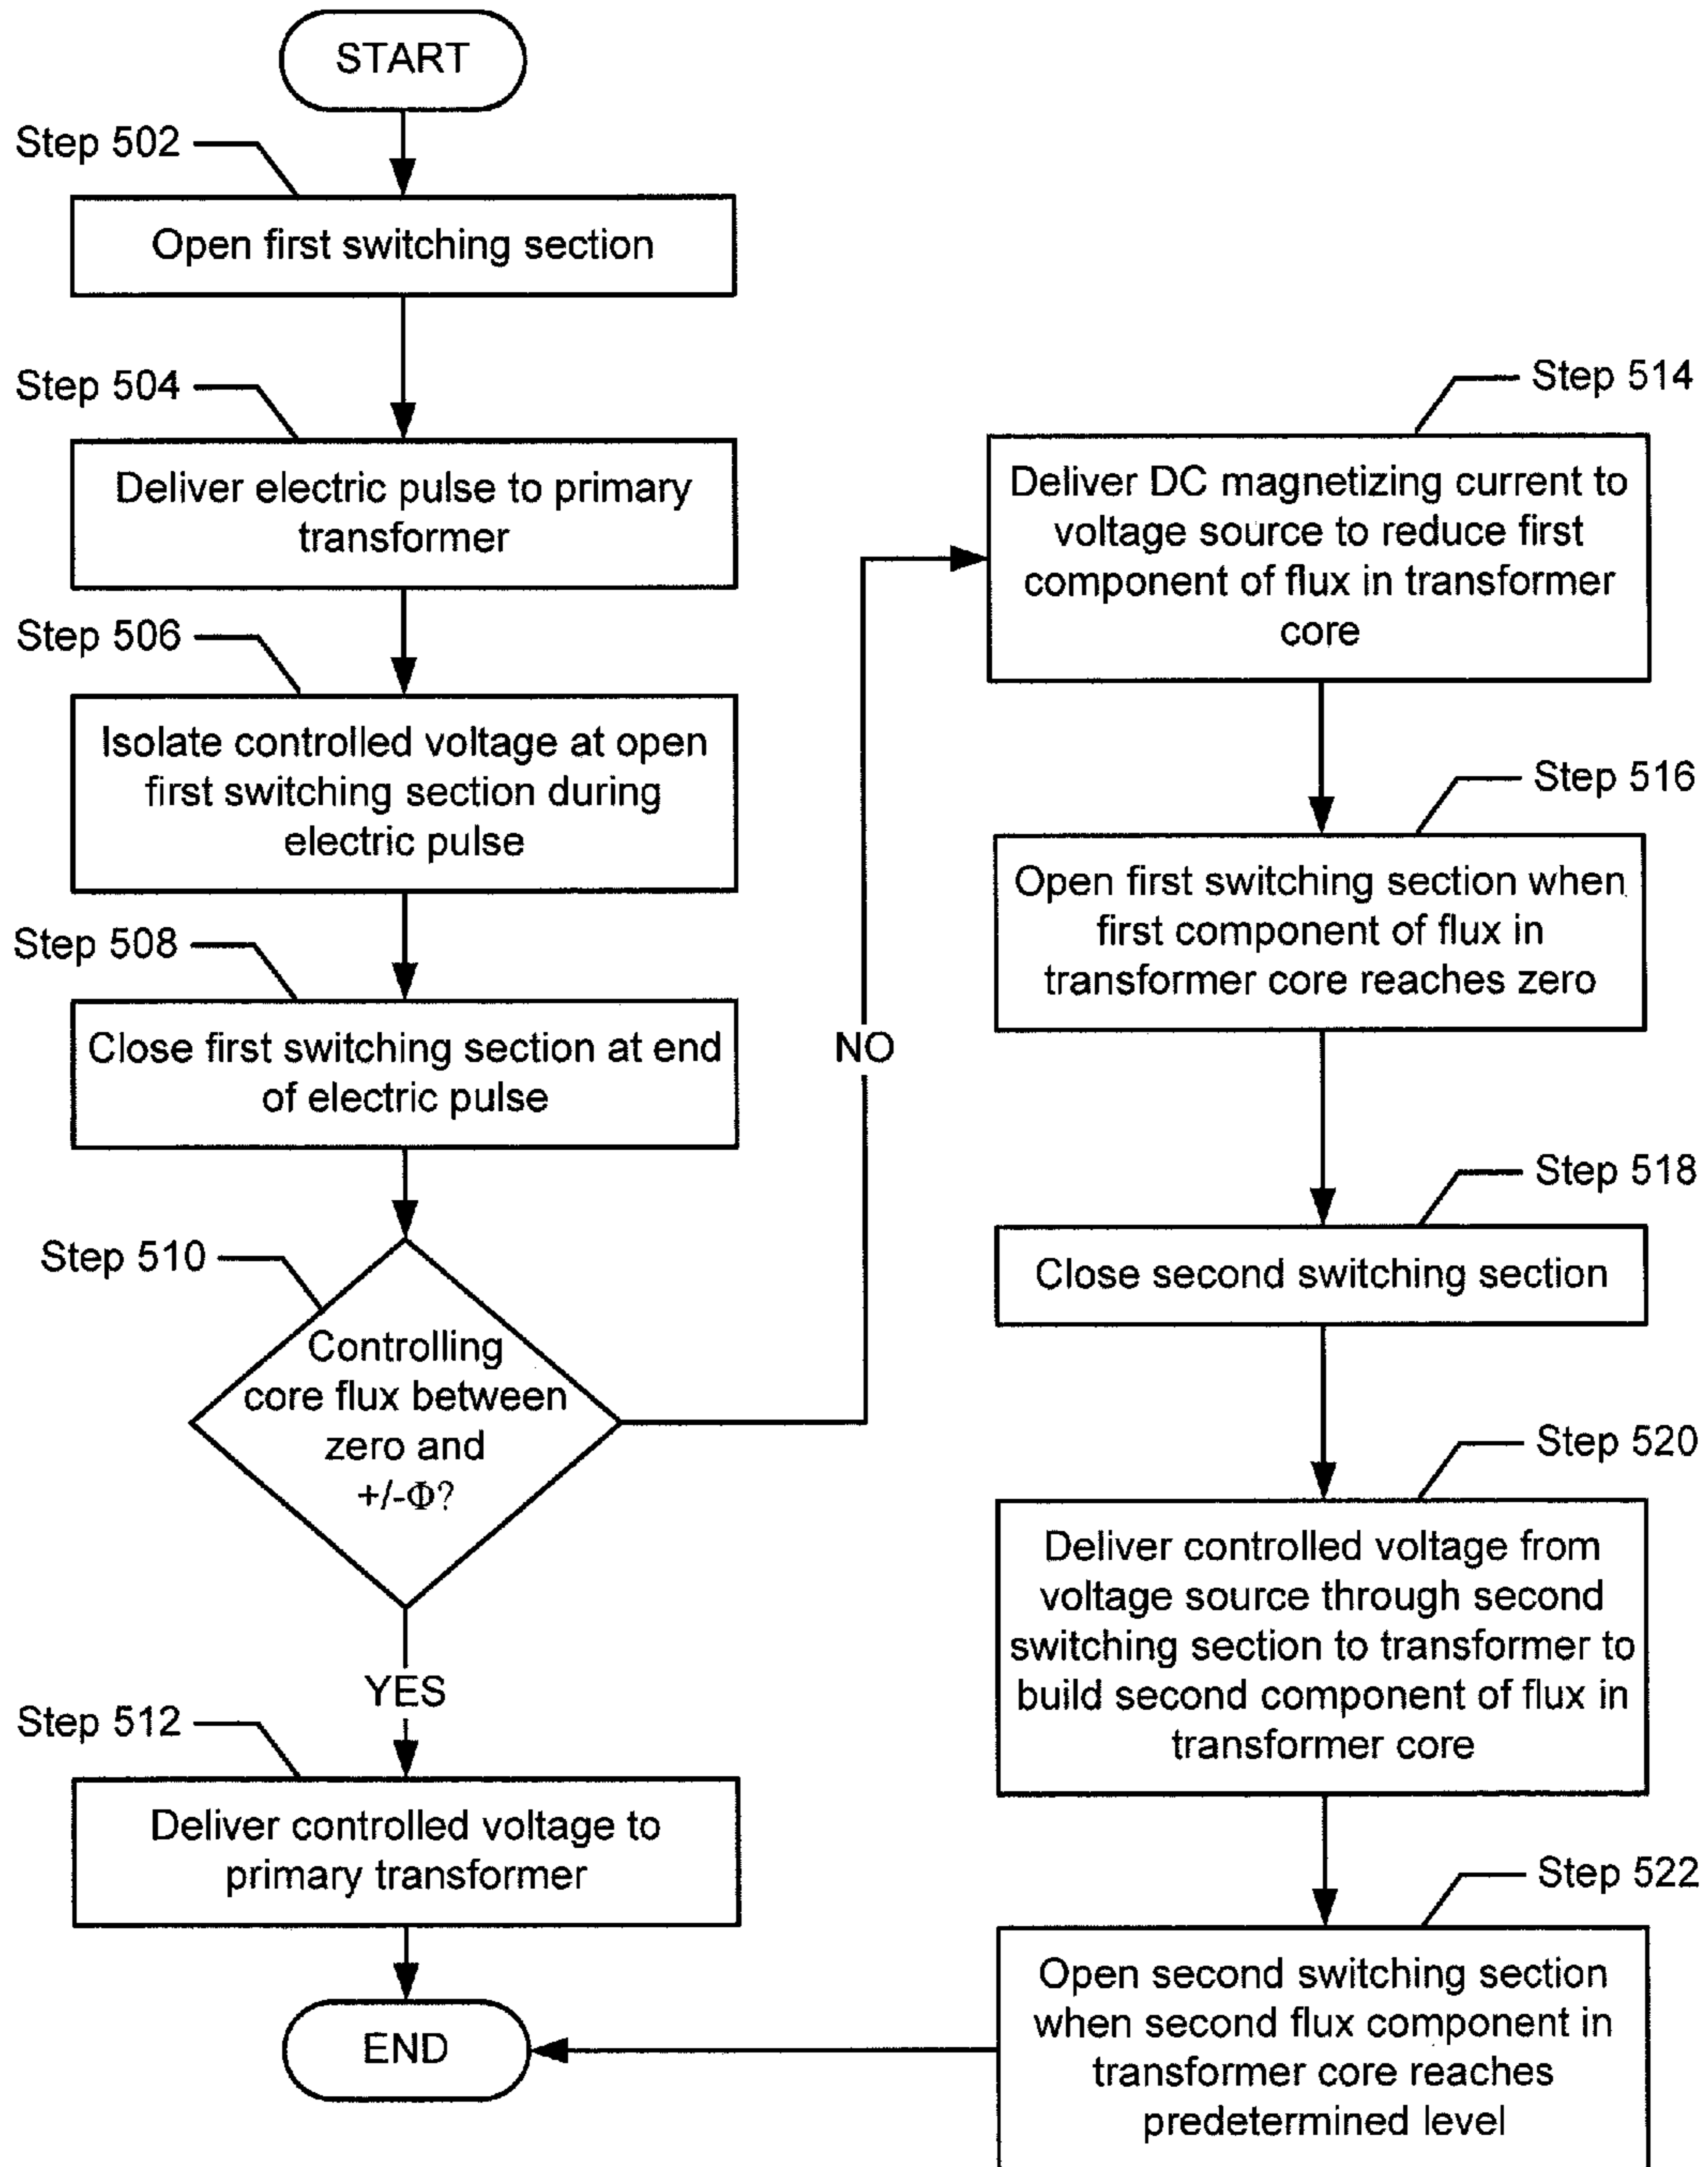 START
Step 502
Open first switching section
Step 504
Deliver electric pulse to primary
transformer
Step 506
Isolate controlled voltage at open
first switching section during
electric pulse
Step 508
Close first switching section at end
of electric pulse
Step 510
Controlling
core flux between
zero and
+/-Φ?
NO
YES
Step 512
Deliver controlled voltage to
primary transformer
END
Step 514
Deliver DC magnetizing current to
voltage source to reduce first
component of flux in transformer
core
Step 516
Open first switching section when
first component of flux in
transformer core reaches zero
Step 518
Close second switching section
Step 520
Deliver controlled voltage from
voltage source through second
switching section to transformer to
build second component of flux in
transformer core
Step 522
Open second switching section
when second flux component in
transformer core reaches
predetermined level